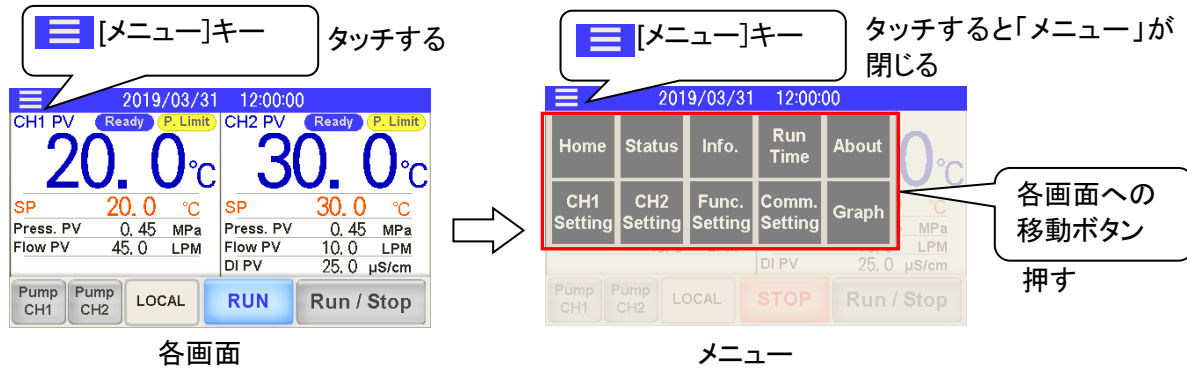 [メニュー]キー
タッチする
2019/03/31 12:00:00
CH1 PV Ready P. Limit
20.0℃
SP 20.0 ℃
Press. PV 0.45 MPa
Flow PV 45.0 LPM
CH2 PV Ready P. Limit
30.0℃
SP 30.0 ℃
Press. PV 0.45 MPa
Flow PV 10.0 LPM
DI PV 25.0 μS/cm
Pump CH1
Pump CH2
LOCAL
RUN
Run / Stop
各画面
[メニュー]キー
タッチすると「メニュー」が
閉じる
2019/03/31 12:00:00
Home Status Info. Run Time About
CH1 Setting CH2 Setting Func. Setting Comm. Setting Graph
0℃
℃
MPa
LPM
DI PV 25.0 μS/cm
Pump CH1
Pump CH2
LOCAL
STOP
Run / Stop
メニュー
各画面への
移動ボタン
押す